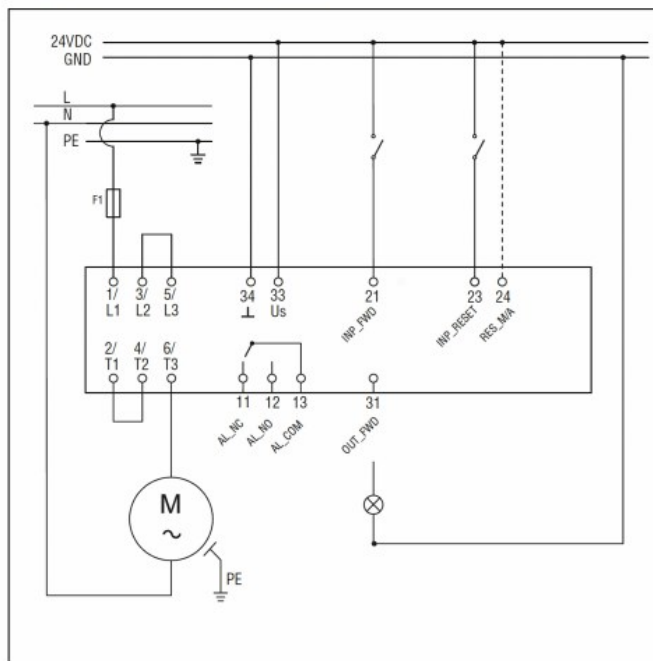 24VDC
GND
L
N
PE
F1
1/ 3/ 5/
L1 L2 L3
34 33 21 23 24
⊥ Us
INP_FWD
INP_RESET
RES_M/A
2/ 4/ 6/
T1 T2 T3
11 12 13 31
AL_NC
AL_NO
AL_COM
OUT_FWD
M
~
PE